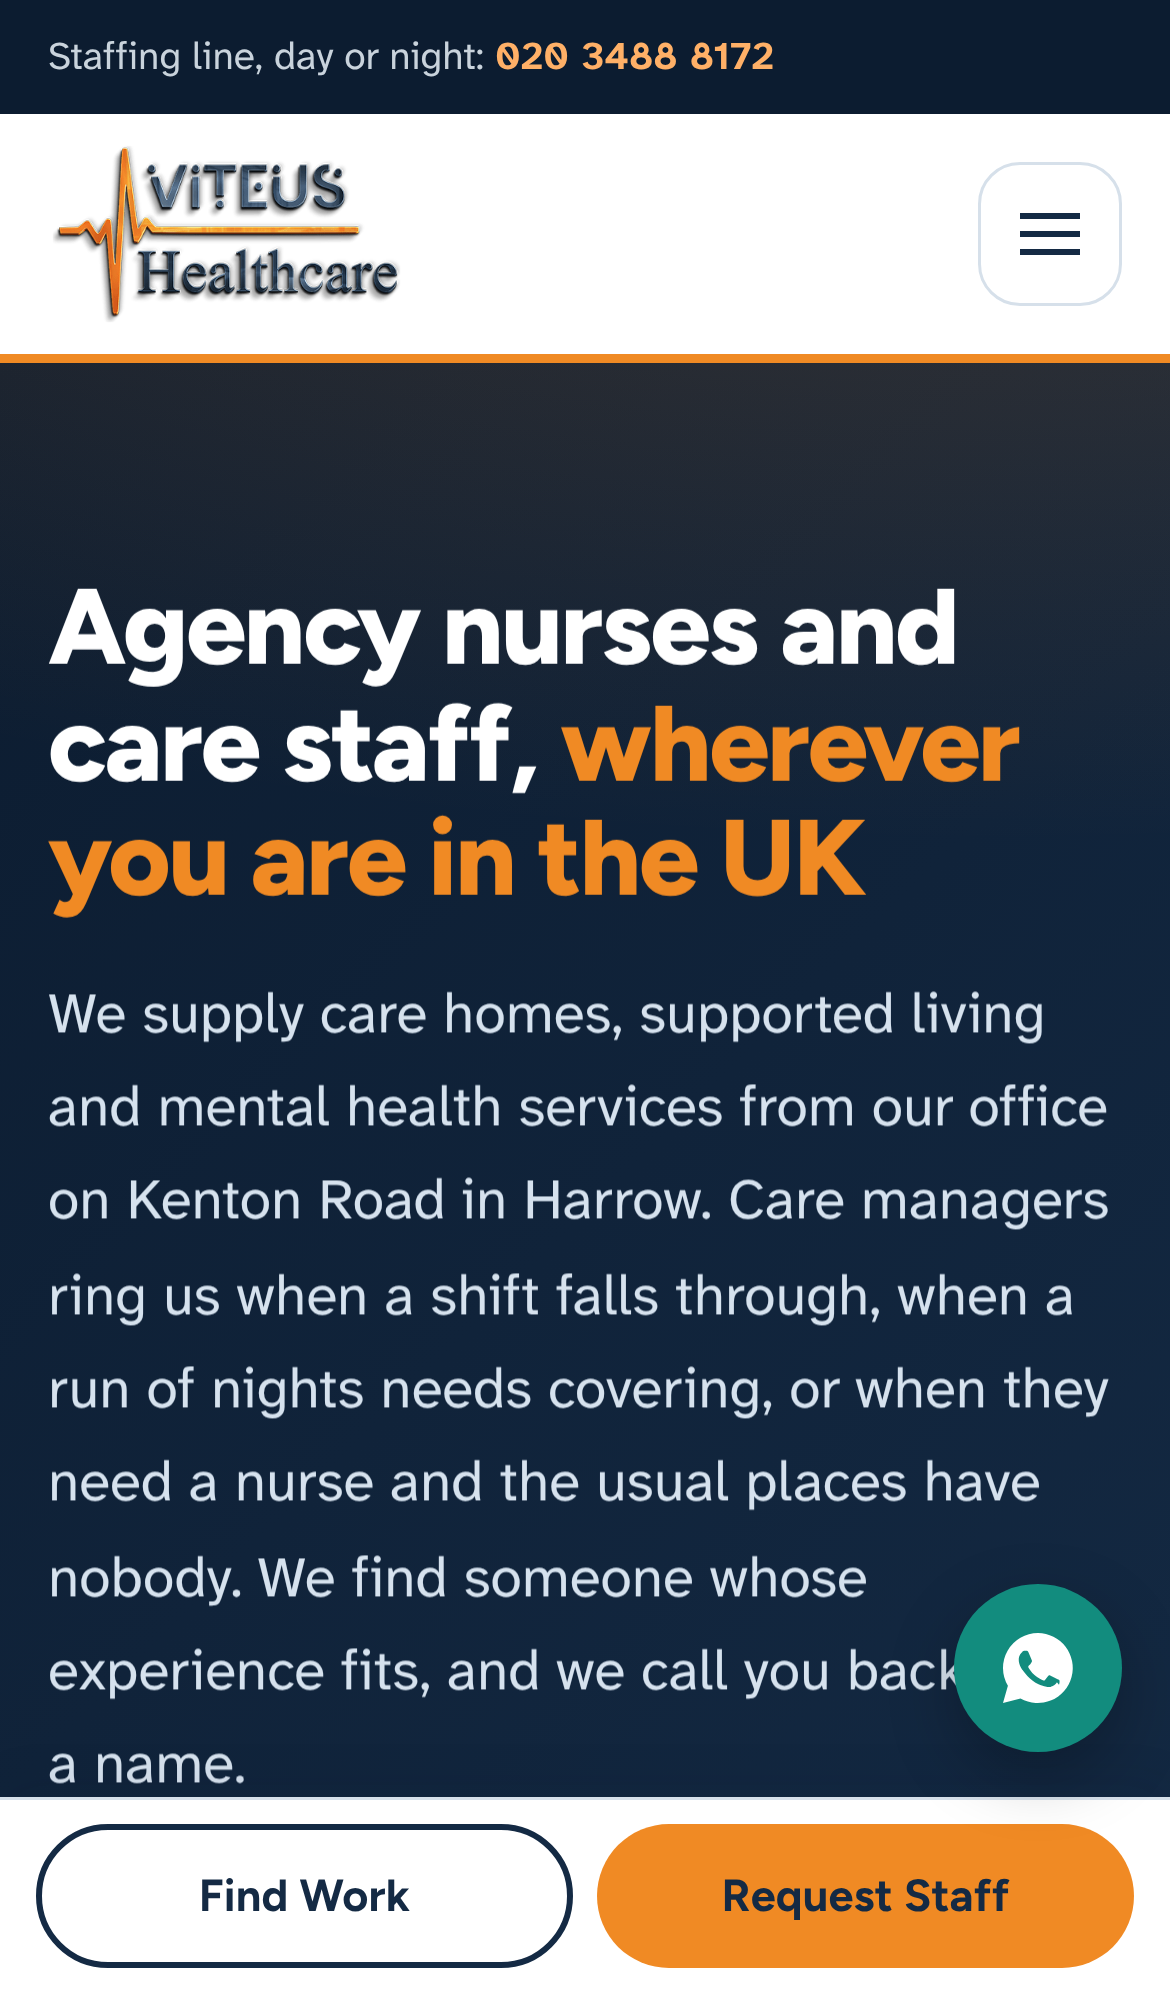 Staffing line, day or night: 020 3488 8172
ViTEUS
Healthcare
Agency nurses and
care staff, wherever
you are in the UK
We supply care homes, supported living
and mental health services from our office
on Kenton Road in Harrow. Care managers
ring us when a shift falls through, when a
run of nights needs covering, or when they
need a nurse and the usual places have
nobody. We find someone whose
experience fits, and we call you back
a name.
Find Work
Request Staff